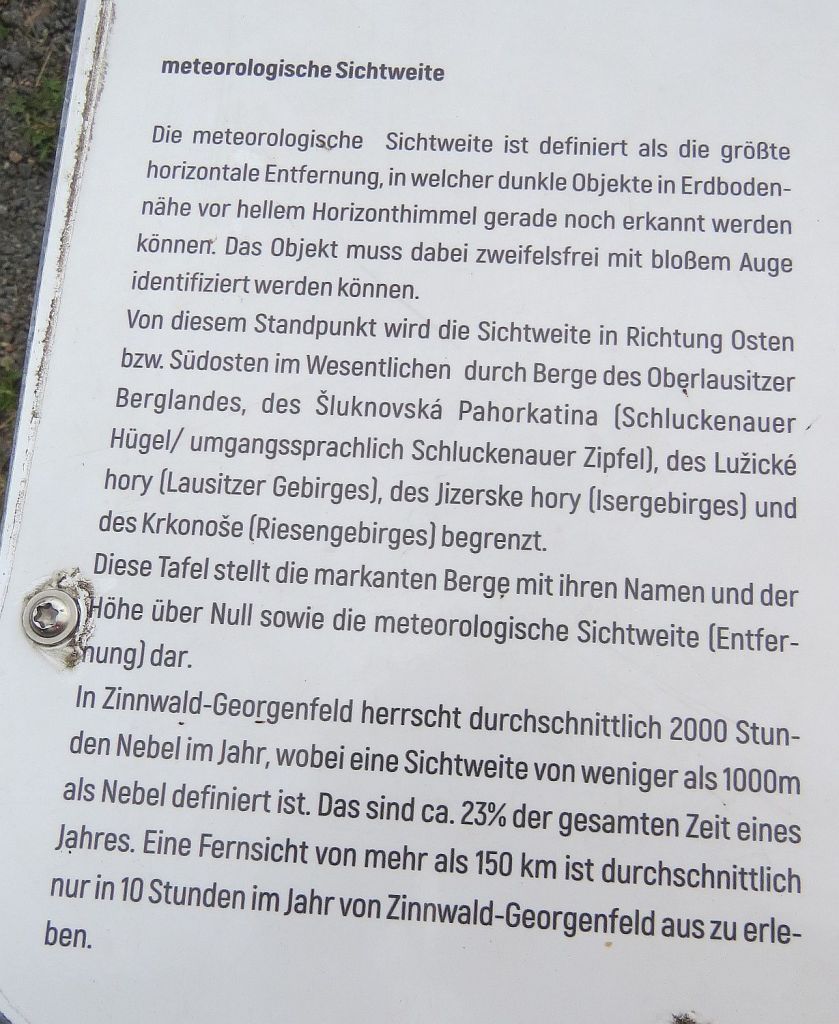 meteorologische Sichtweite
Die meteorologische Sichtweite ist definiert als die größte
horizontale Entfernung, in welcher dunkle Objekte in Erdboden-
nähe vor hellem Horizonthimmel gerade noch erkannt werden
können. Das Objekt muss dabei zweifelsfrei mit bloßem Auge
identifiziert werden können.
Von diesem Standpunkt wird die Sichtweite in Richtung Osten
bzw. Südosten im Wesentlichen durch Berge des Oberlausitzer
Berglandes, des Šluknovská Pahorkatina (Schluckenauer
Hügel/ umgangssprachlich Schluckenauer Zipfel), des Lužické
hory (Lausitzer Gebirges), des Jizerske hory (Isergebirges) und
des Krkonoše (Riesengebirges) begrenzt.
Diese Tafel stellt die markanten Berge mit ihren Namen und der
Höhe über Null sowie die meteorologische Sichtweite (Entfer-
nung) dar.
In Zinnwald-Georgenfeld herrscht durchschnittlich 2000 Stun-
den Nebel im Jahr, wobei eine Sichtweite von weniger als 1000m
als Nebel definiert ist. Das sind ca. 23% der gesamten Zeit eines
Jahres. Eine Fernsicht von mehr als 150 km ist durchschnittlich
nur in 10 Stunden im Jahr von Zinnwald-Georgenfeld aus zu erle-
ben.